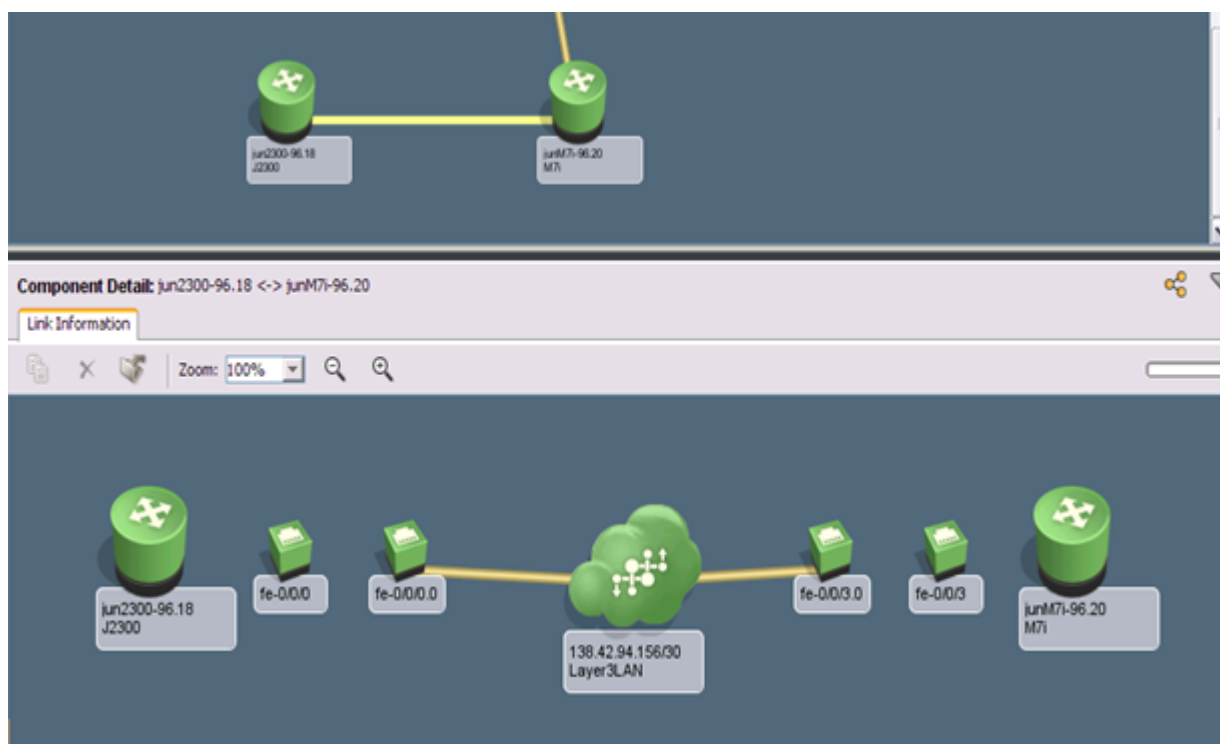 jun2300-96.18
J2300
junM7i-96.20
M7i
Component Detail: jun2300-96.18 <-> junM7i-96.20
Link Information
Zoom: 100%
jun2300-96.18
J2300
fe-0/0/0
fe-0/0/0.0
138.42.94.156/30
Layer3LAN
fe-0/0/3.0
fe-0/0/3
junM7i-96.20
M7i